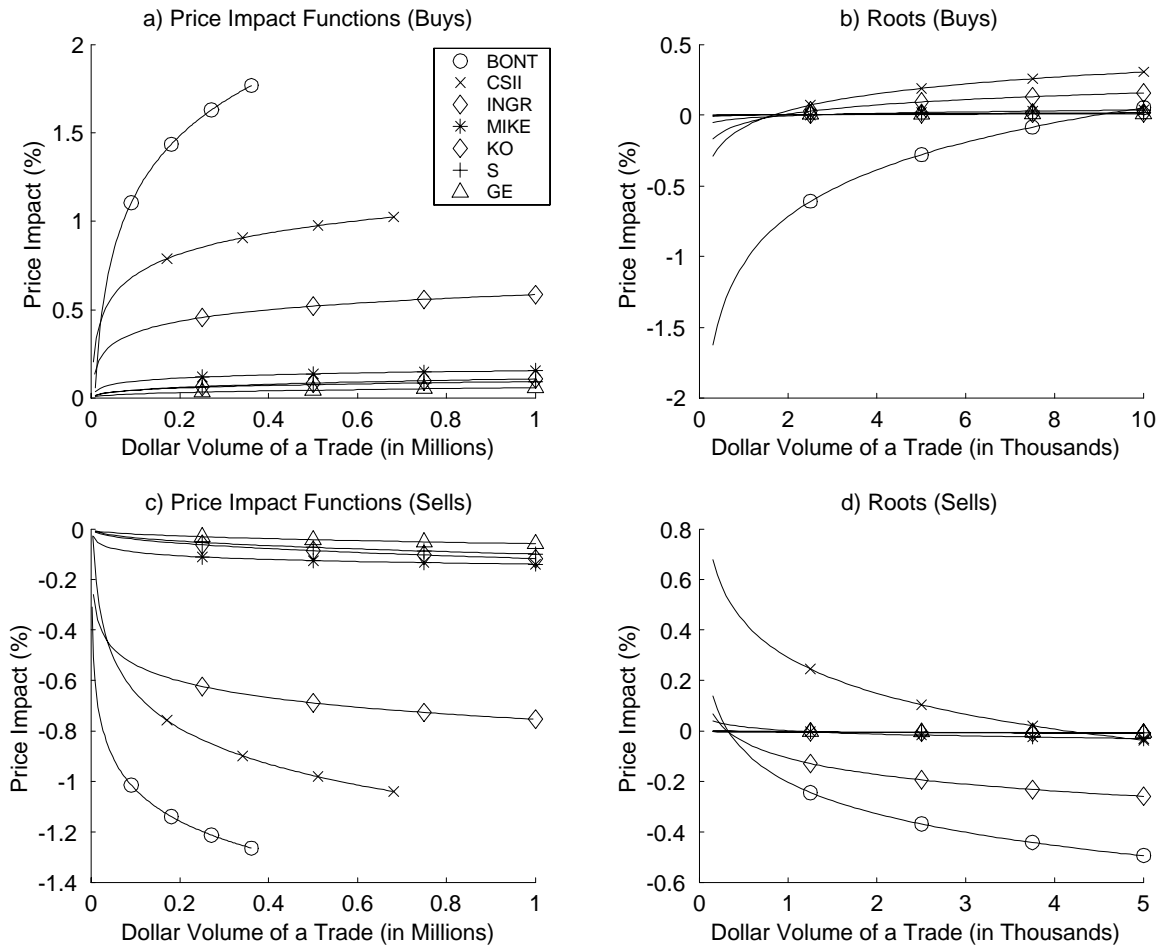 a) Price Impact Functions (Buys)
2
1.5
1
0.5
0
Price Impact (%)
BONT
CSII
INGR
MIKE
KO
S
GE
0 0.2 0.4 0.6 0.8 1
Dollar Volume of a Trade (in Millions)
b) Roots (Buys)
0.5
0
-0.5
-1
-1.5
-2
Price Impact (%)
0 2 4 6 8 10
Dollar Volume of a Trade (in Thousands)
c) Price Impact Functions (Sells)
0
-0.2
-0.4
-0.6
-0.8
-1
-1.2
-1.4
Price Impact (%)
0 0.2 0.4 0.6 0.8 1
Dollar Volume of a Trade (in Millions)
d) Roots (Sells)
0.8
0.6
0.4
0.2
0
-0.2
-0.4
-0.6
Price Impact (%)
0 1 2 3 4 5
Dollar Volume of a Trade (in Thousands)